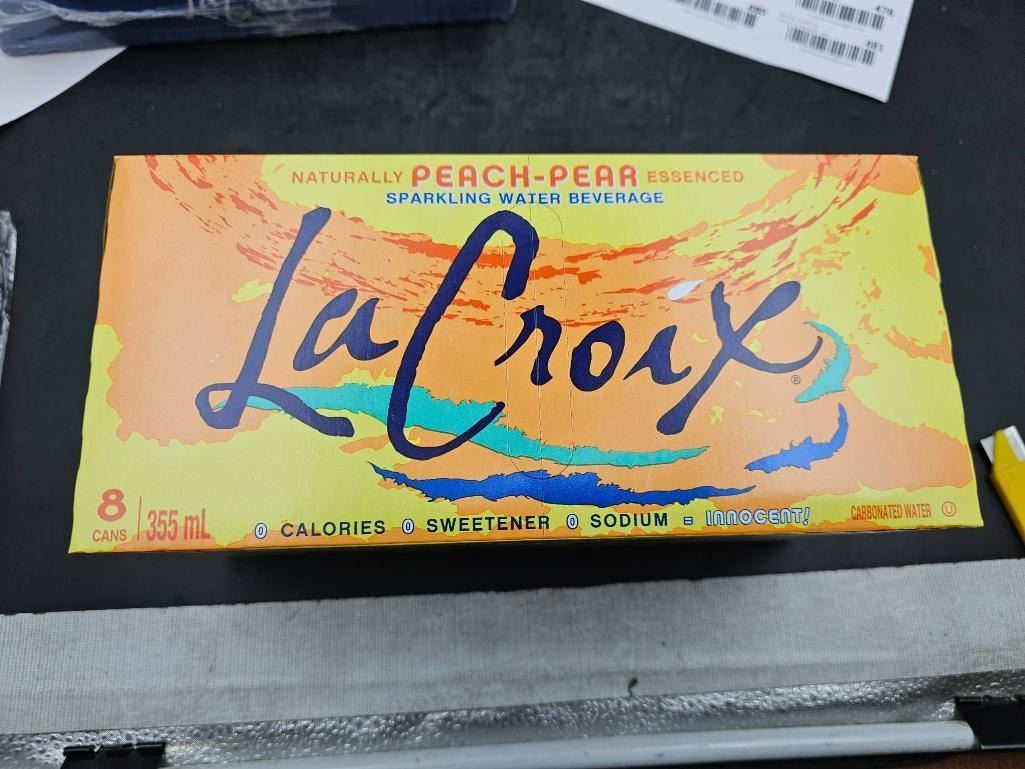 LaCroix
NATURALLY PEACH-PEAR ESSENCED
SPARKLING WATER BEVERAGE
LaCroix®
8 CANS | 355 mL
0 CALORIES 0 SWEETENER 0 SODIUM = INNOCENT!
CARBONATED WATER U